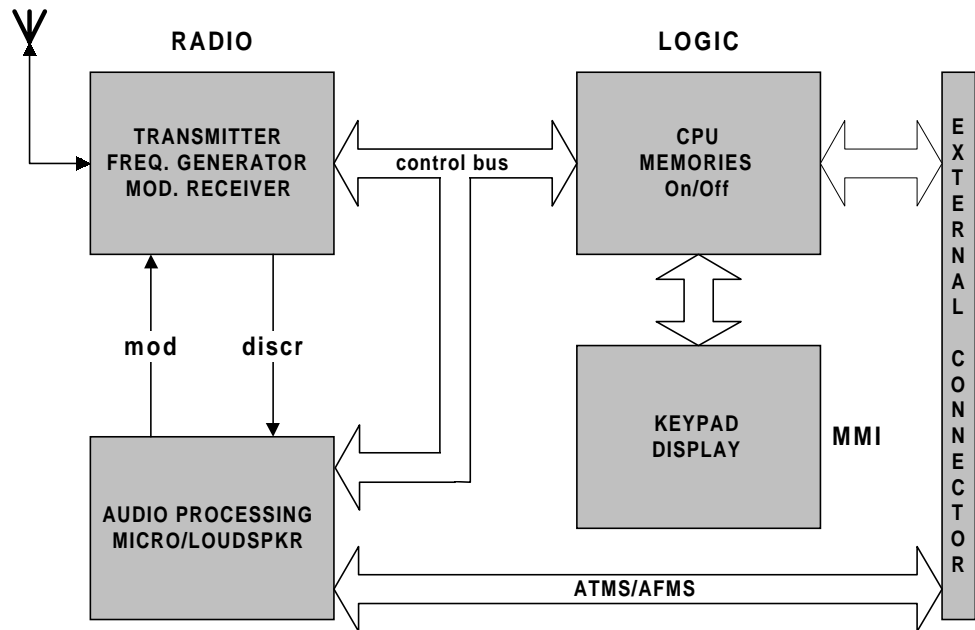 RADIO
LOGIC
TRANSMITTER
FREQ. GENERATOR
MOD. RECEIVER
control bus
CPU
MEMORIES
On/Off
EXTERNAL CONNECTOR
mod
discr
KEYPAD
DISPLAY
MMI
AUDIO PROCESSING
MICRO/LOUDSPKR
ATMS/AFMS